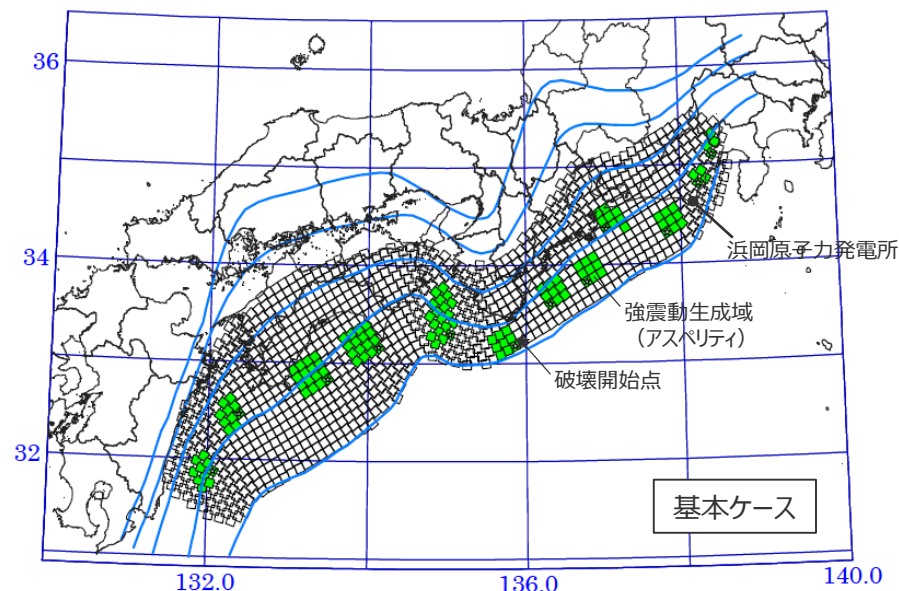 36
34
32
浜岡原子力発電所
強震動生成域
（アスペリティ）
破壊開始点
基本ケース
132.0
136.0
140.0